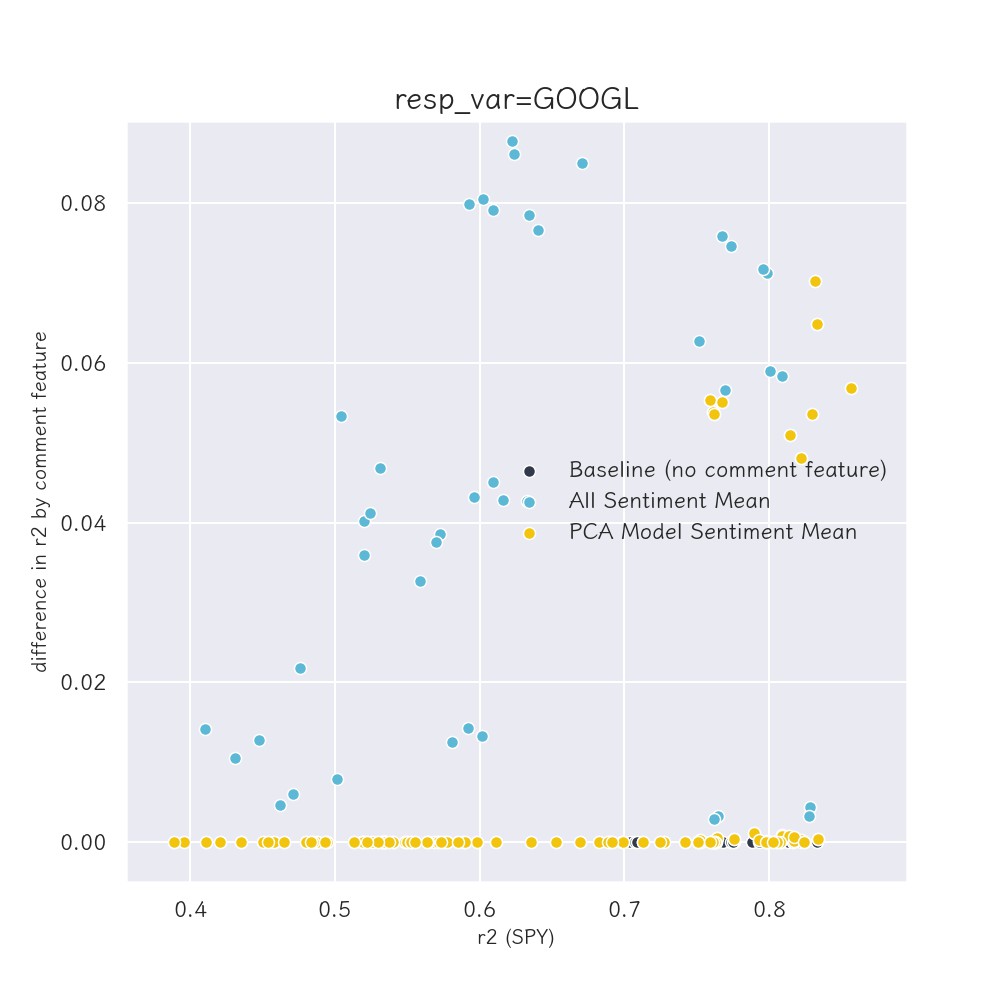 resp_var=GOOGL
0.08
0.06
0.04
0.02
0.00
difference in r2 by comment feature
Baseline (no comment feature)
All Sentiment Mean
PCA Model Sentiment Mean
0.4 0.5 0.6 0.7 0.8
r2 (SPY)